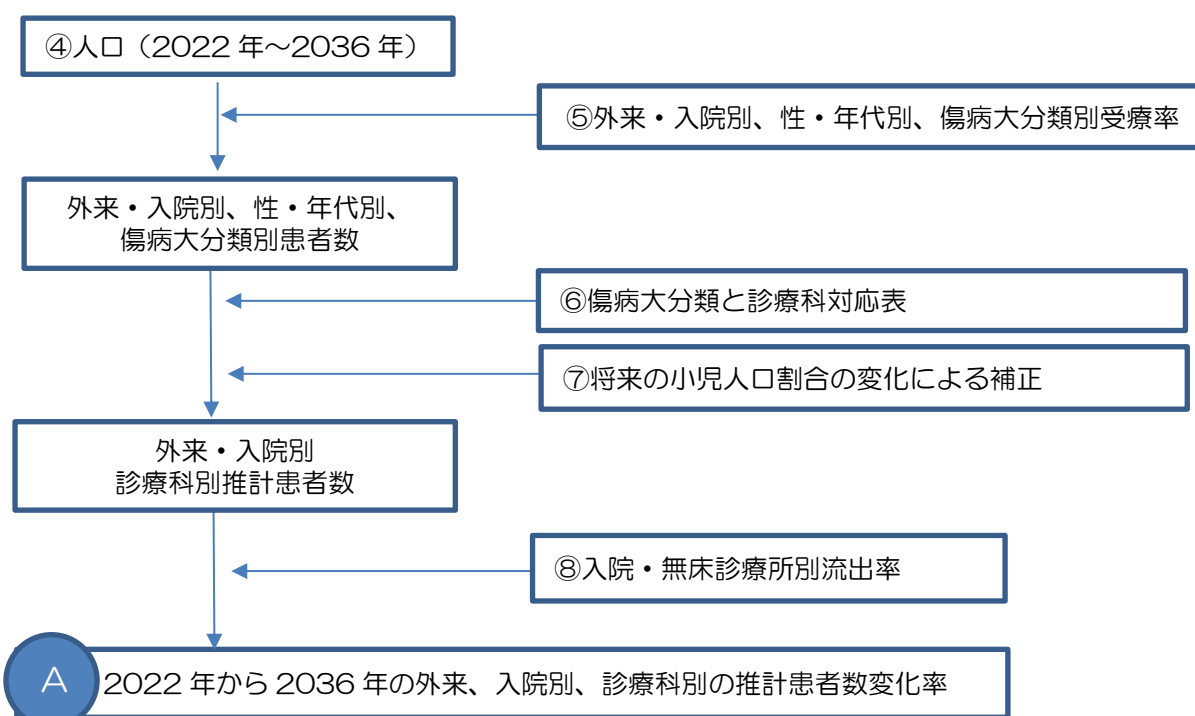 ④人口（2022 年～2036 年）
⑤外来・入院別、性・年代別、傷病大分類別受療率
外来・入院別、性・年代別、
傷病大分類別患者数
⑥傷病大分類と診療科対応表
⑦将来の小児人口割合の変化による補正
外来・入院別
診療科別推計患者数
⑧入院・無床診療所別流出率
A
2022 年から 2036 年の外来、入院別、診療科別の推計患者数変化率